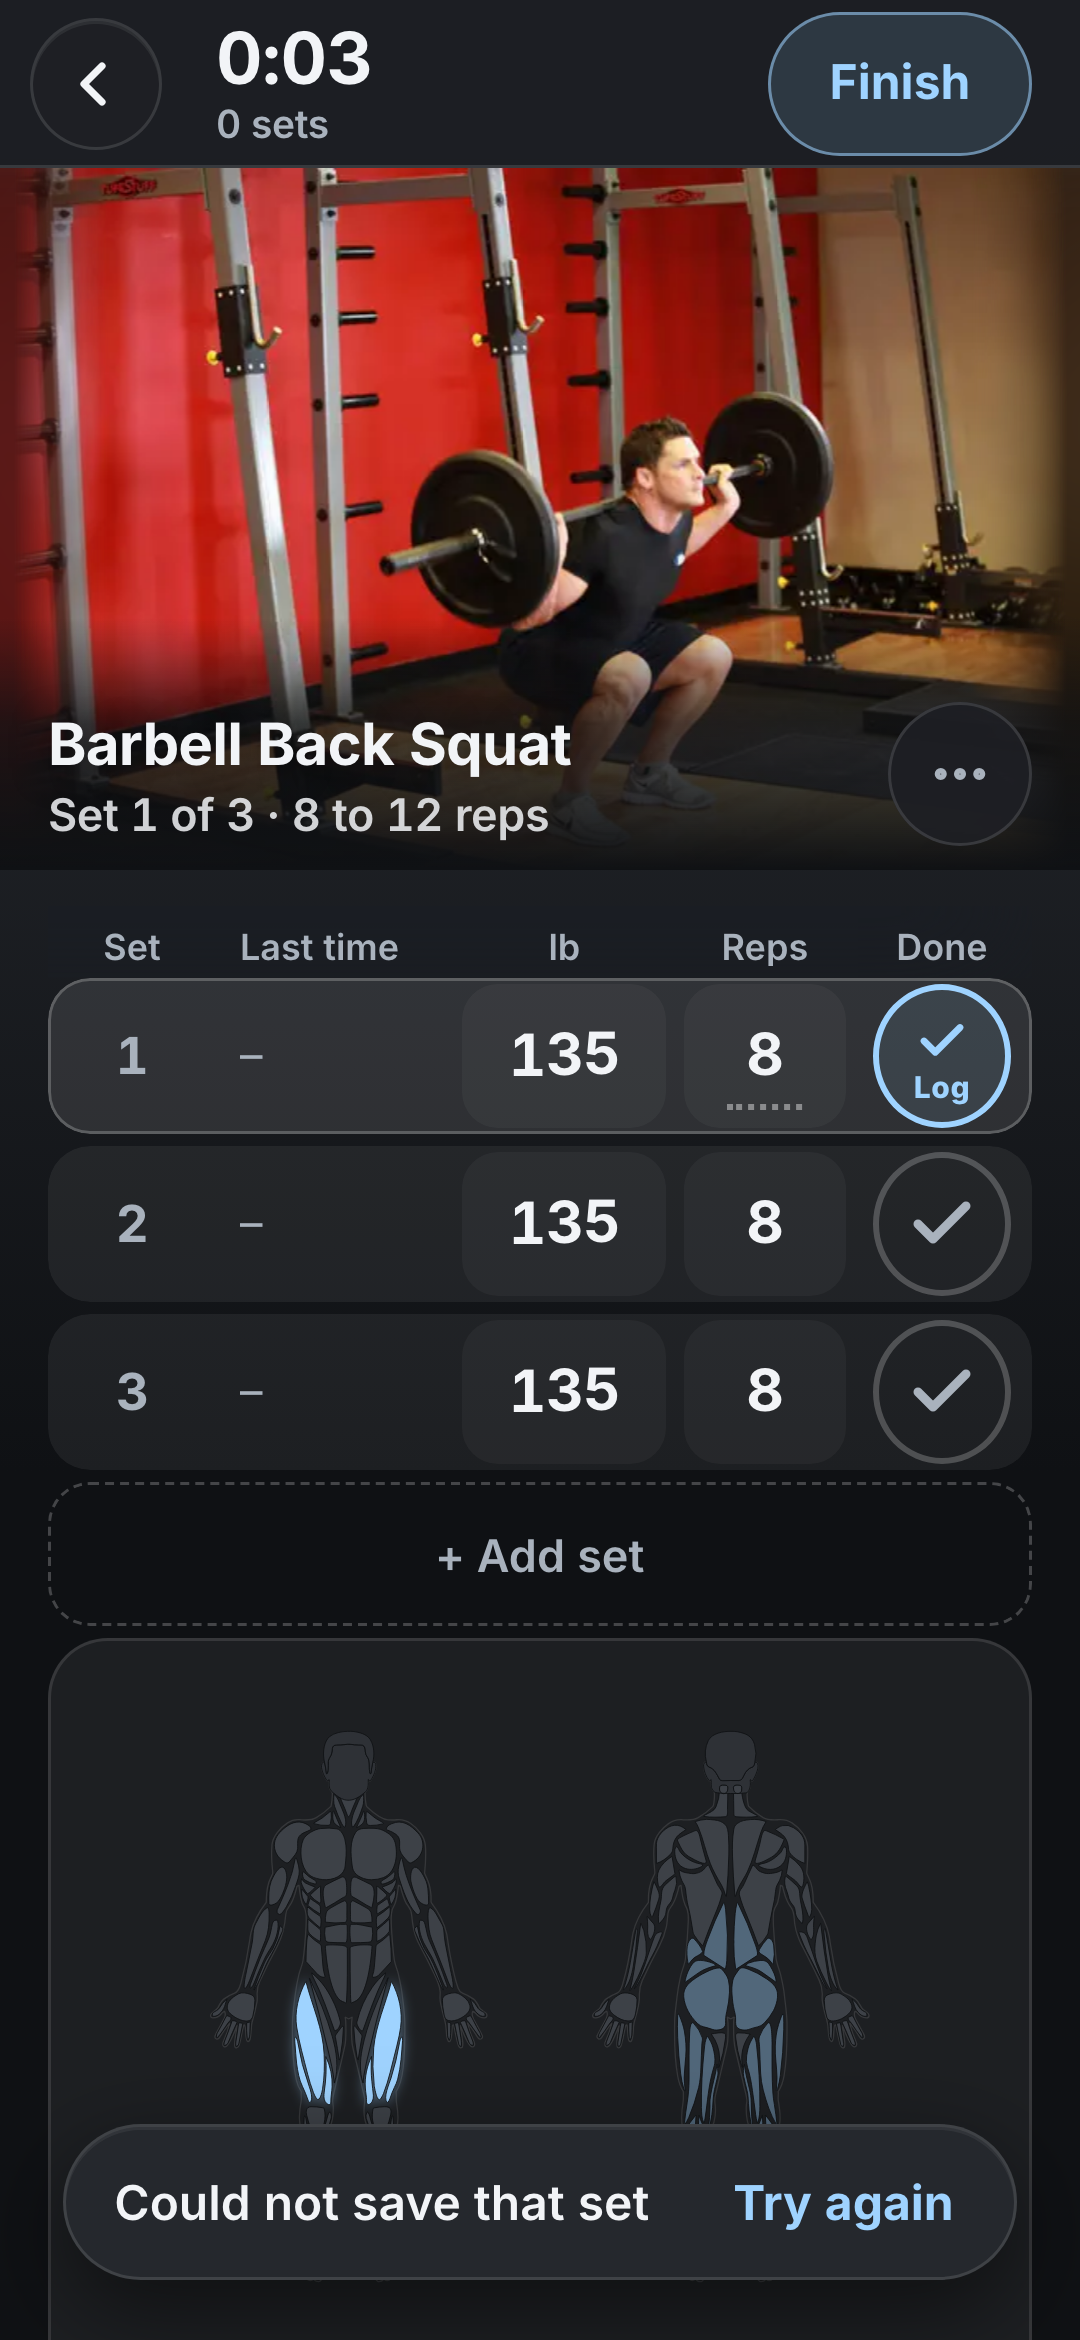 0:03
0 sets
Finish
Barbell Back Squat
Set 1 of 3 · 8 to 12 reps
Set Last time lb Reps Done
1 – 135 8 Log
2 – 135 8
3 – 135 8
+ Add set
Could not save that set Try again